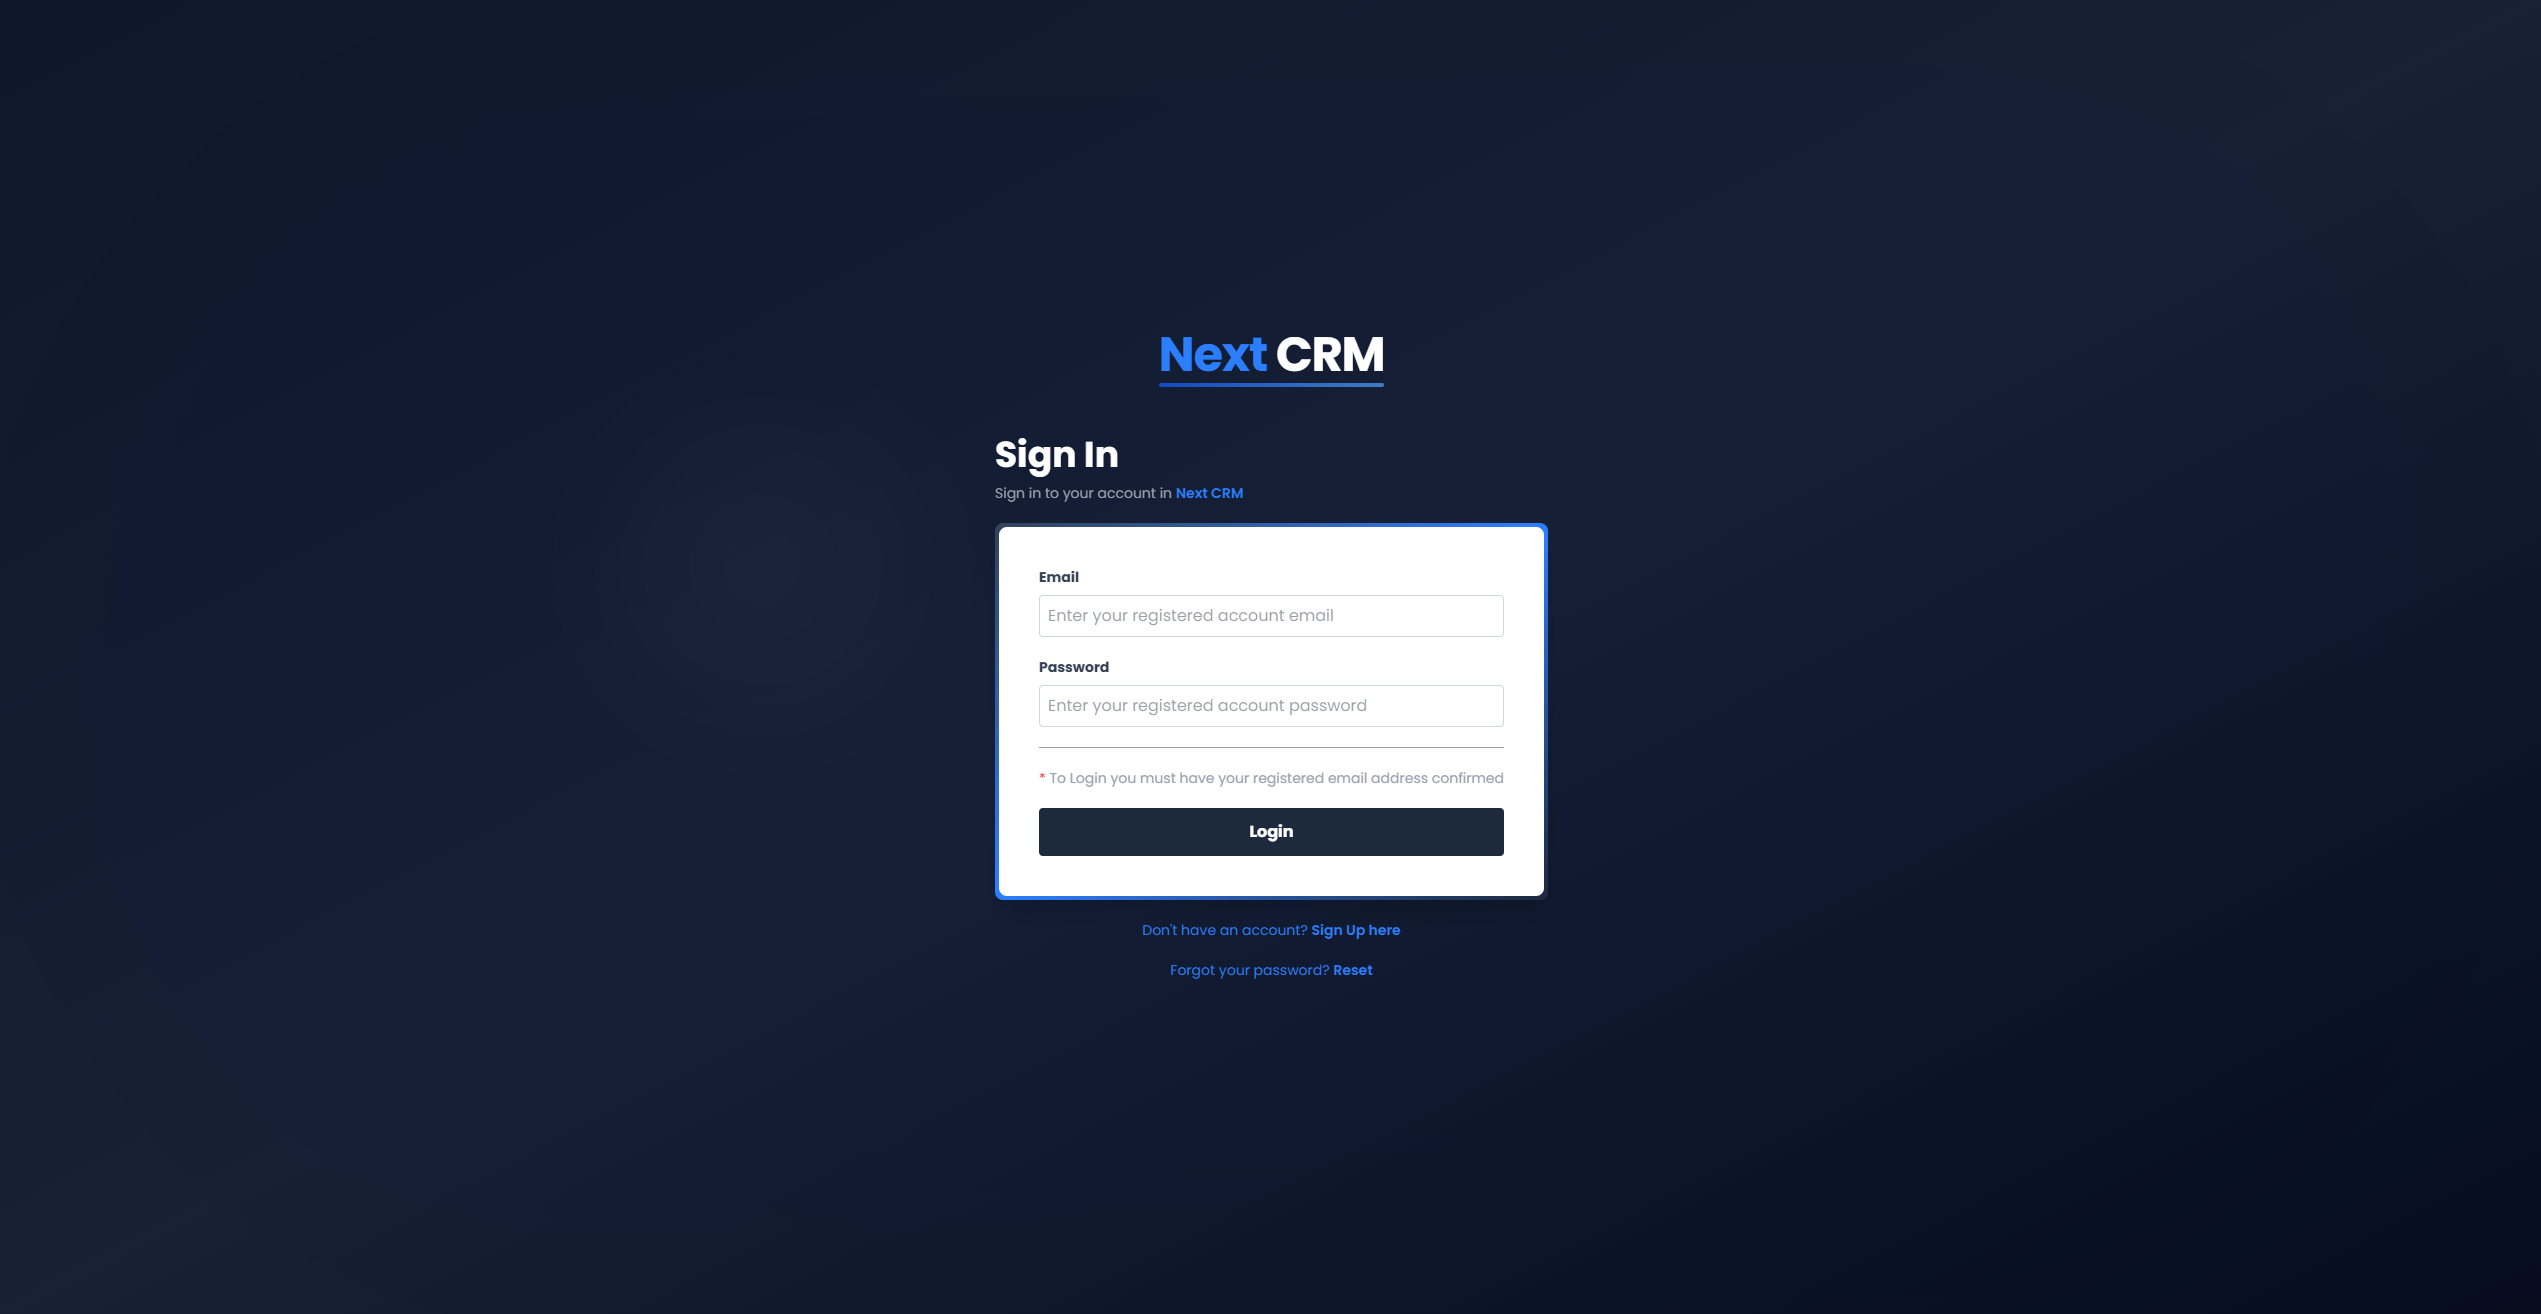 Next CRM
Sign In
Sign in to your account in Next CRM
Email
Enter your registered account email
Password
Enter your registered account password
* To Login you must have your registered email address confirmed
Login
Don't have an account? Sign Up here
Forgot your password? Reset